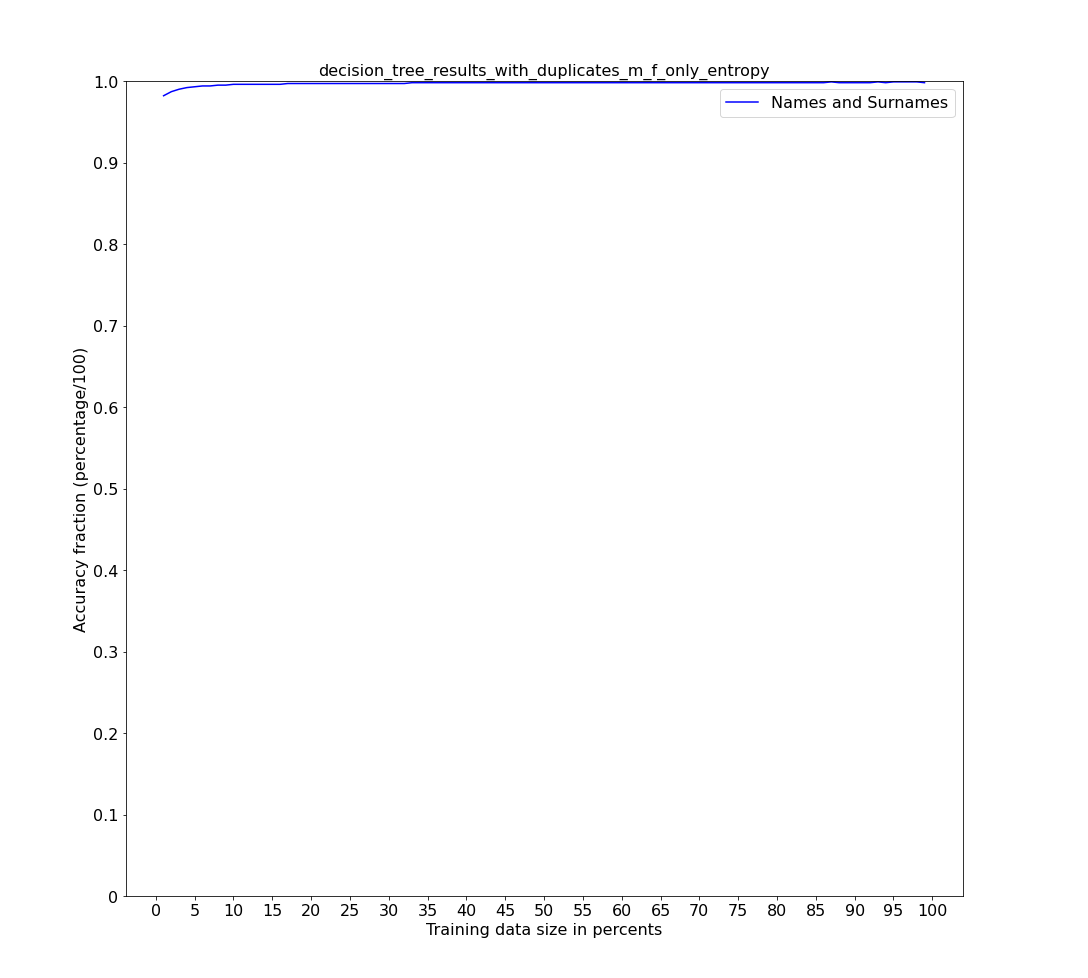 decision_tree_results_with_duplicates_m_f_only_entropy
Names and Surnames
Accuracy fraction (percentage/100)
1.0
0.9
0.8
0.7
0.6
0.5
0.4
0.3
0.2
0.1
0
0 5 10 15 20 25 30 35 40 45 50 55 60 65 70 75 80 85 90 95 100
Training data size in percents